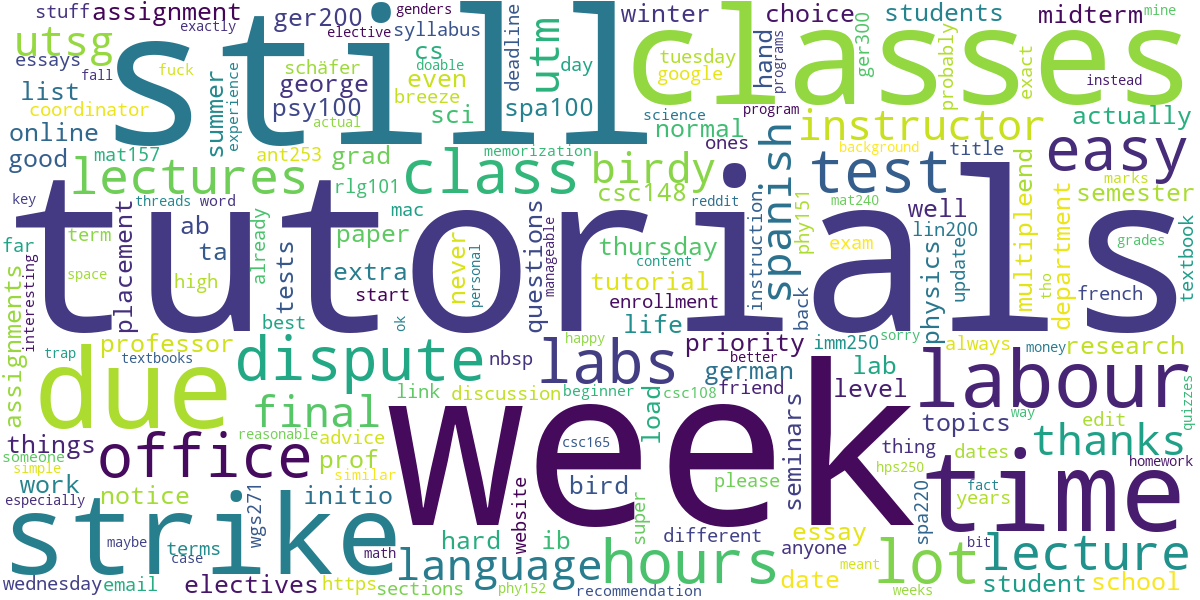 stuff
assignment
exactly
ger200
elective
genders
syllabus
winter
choice
students
midterm
mine
utsg
essays
fall
fuck
still
classes
list
coordinator
summer
experience
schäfer
george
psy100
actual
cs
doable
even
breeze
deadline
utm
day
sci
spa100
tuesday
google
hand
programs
ger300
probably
exact
instead
program
science
normal
actually
online
good
mat157
ant253
grad
rlg101
memorization
class
birdy
csc148
ones
spanish
instructor
background
title
easy
lectures
test
mat240
multipleend
marks
semester
key
threads
word
tutorials
placement
ab
ta
mac
paper
never
personal
questions
manageable
thursday
content
tutorial
reddit
instruction
phy151
well
exam
lin200
physics
update
tho
department
grades
textbook
far
term
space
high
already
tests
extra
start
ok
enrollment
life
back
french
interesting
assignments
professor
trap
textbooks
best
due
dispute
nbsp
labs
happy
priority
better
german
friend
imm250
sorry
lab
level
always
money
research
labour
final
link
discussion
beginner
load
csc108
seminars
topics
edit
way
quizzes
things
someone
simple
especially
office
reasonable
advice
prof
similar
week
csc165
bird
please
thing
hps250
dates
thanks
homework
work
notice
wgs271
initio
website
super
different
essay
anyone
spa220
fact
years
time
bit
strike
maybe
terms
case
math
hard
ib
language
hours
date
meant
lot
lecture
wednesday
email
electives
https
sections
phy152
recommendation
weeks
student
school